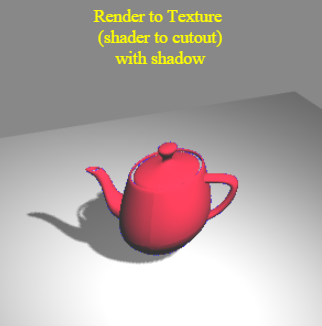 Render to Texture
(shader to cutout)
with shadow